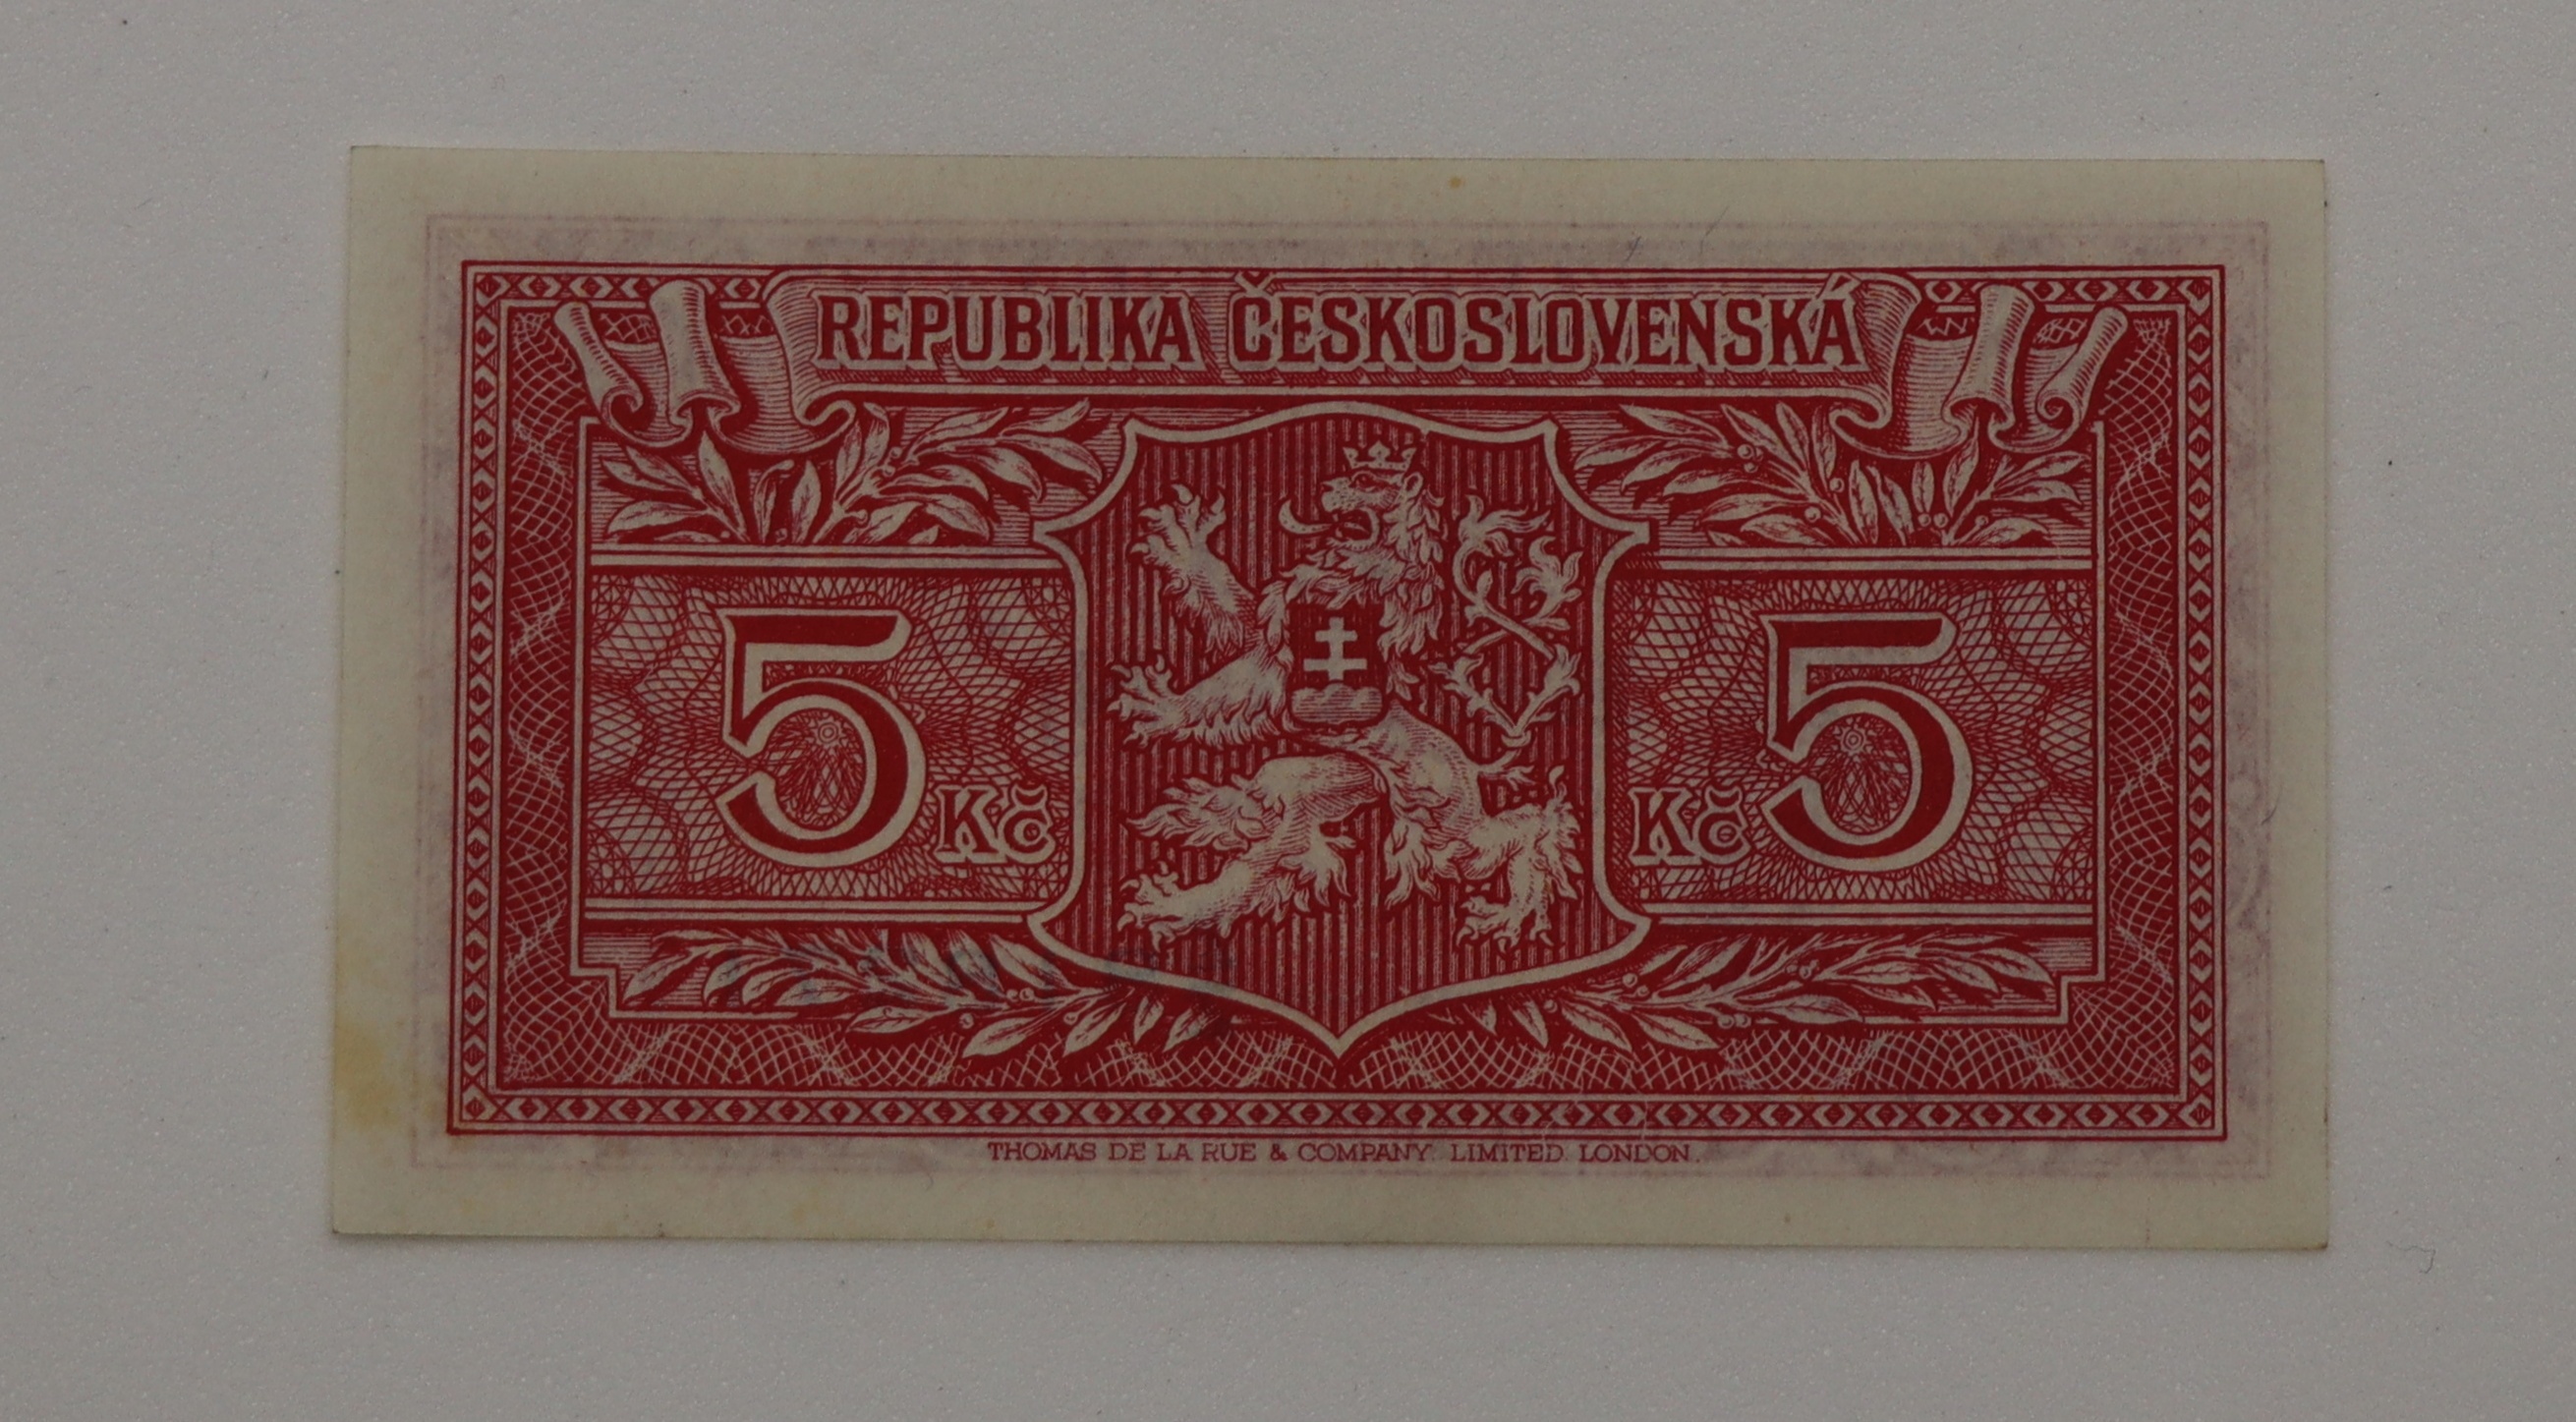 REPUBLIKA ČESKOSLOVENSKÁ
5 Kč
Kč 5
THOMAS DE LA RUE & COMPANY. LIMITED. LONDON.